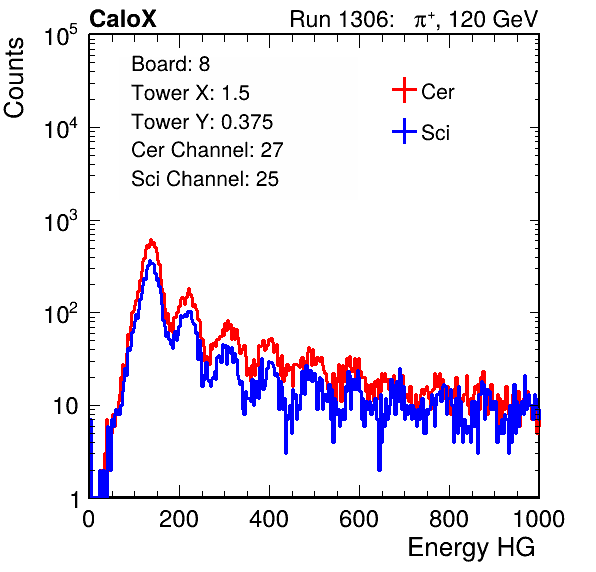 CaloX Run 1306: π⁺, 120 GeV
Counts
10⁵
10⁴
10³
10²
10
1
Board: 8
Tower X: 1.5
Tower Y: 0.375
Cer Channel: 27
Sci Channel: 25
Cer
Sci
0 200 400 600 800 1000
Energy HG